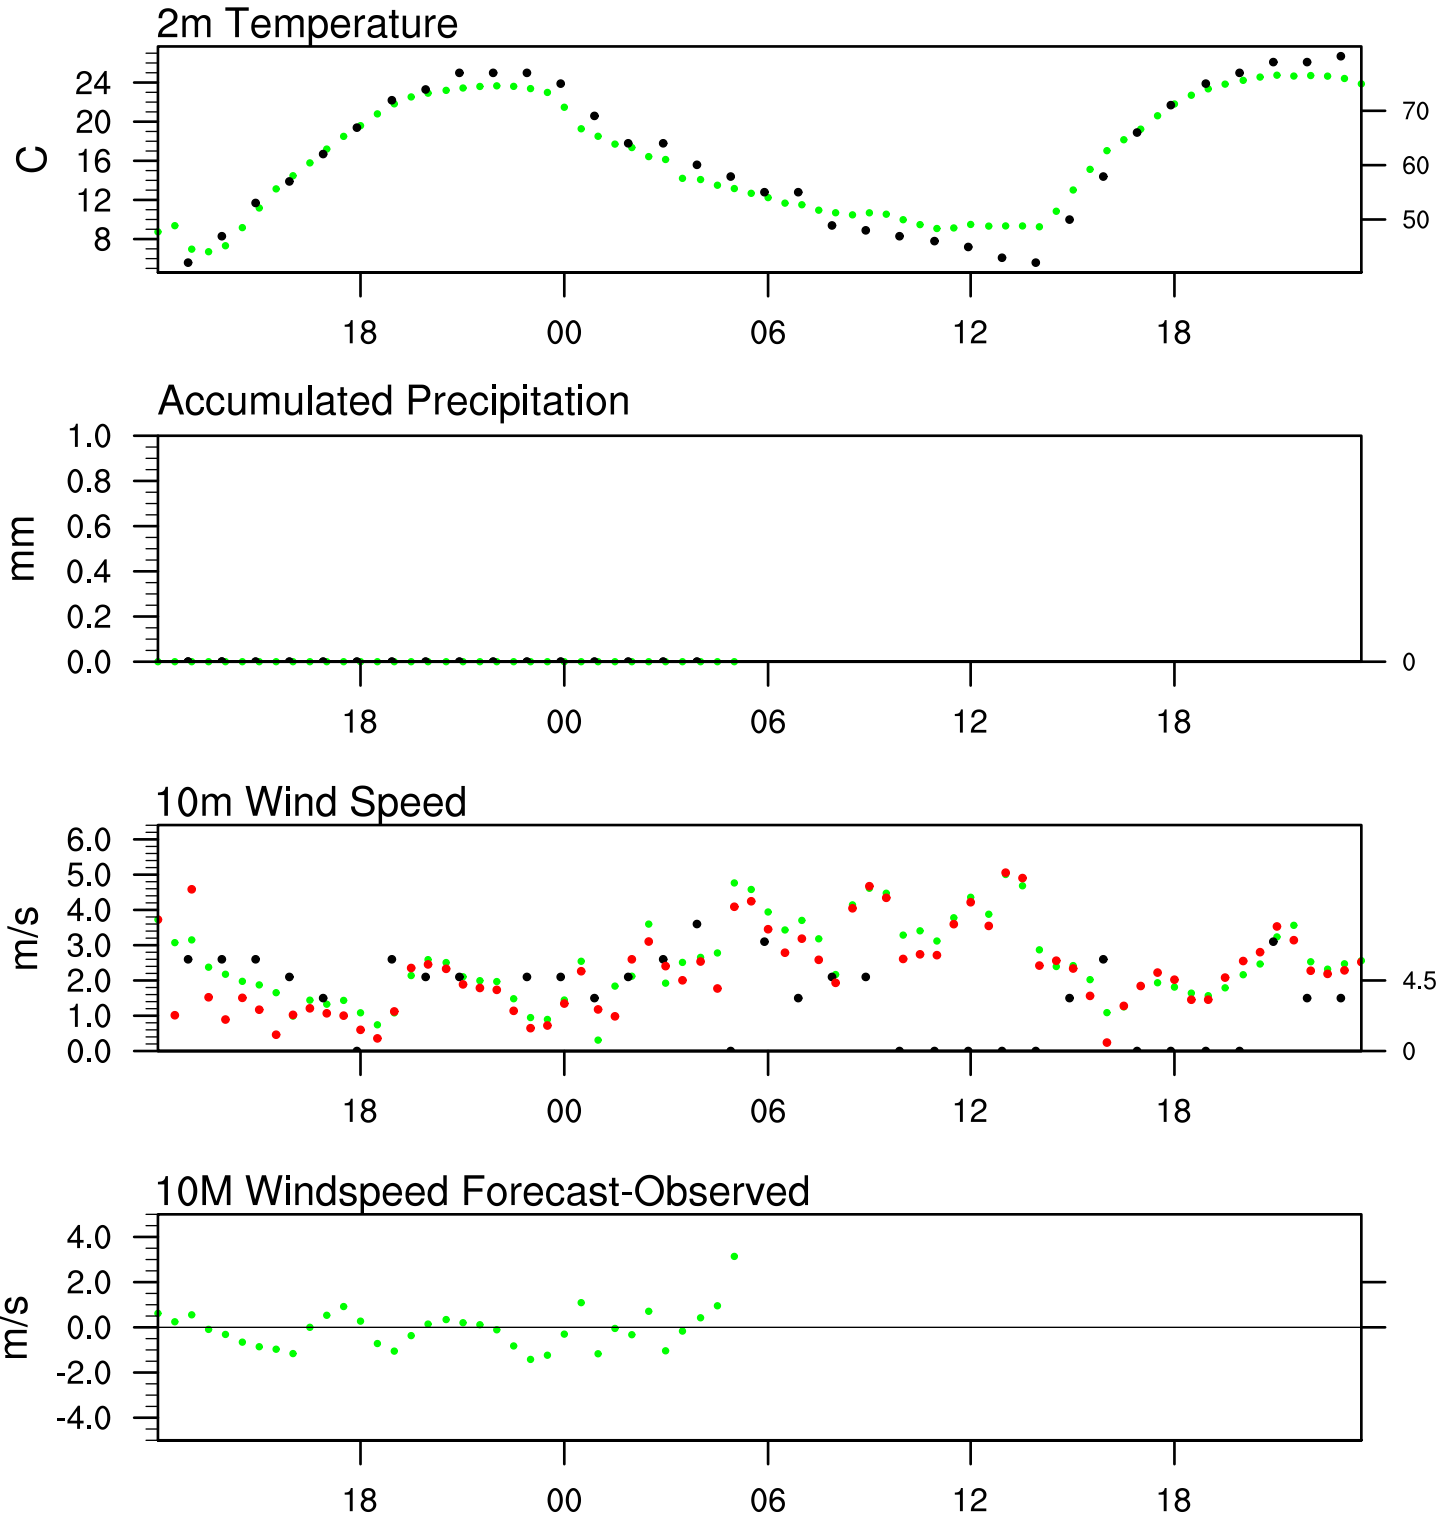 2m Temperature
24
20
16
12
8
C
70
60
50
18 00 06 12 18
Accumulated Precipitation
1.0
0.8
0.6
0.4
0.2
0.0
mm
0
18 00 06 12 18
10m Wind Speed
6.0
5.0
4.0
3.0
2.0
1.0
0.0
m/s
4.5
0
18 00 06 12 18
10M Windspeed Forecast-Observed
4.0
2.0
0.0
-2.0
-4.0
m/s
18 00 06 12 18